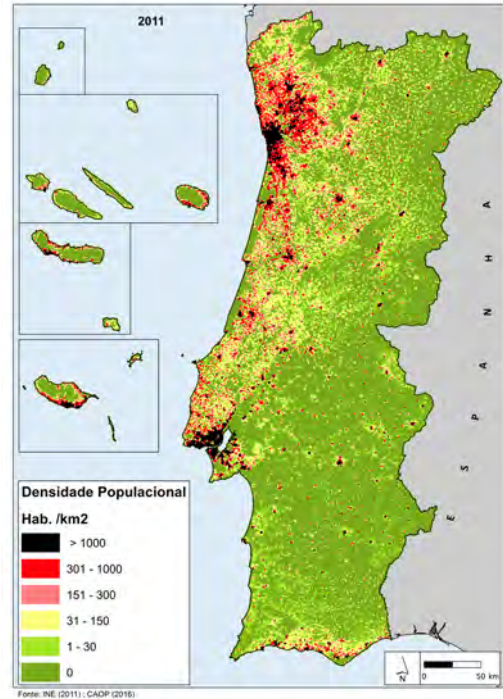 2011
ESPANHA
Densidade Populacional
Hab. /km2
> 1000
301 - 1000
151 - 300
31 - 150
1 - 30
0
N
0 50 km
Fonte: INE (2011) ; CAOP (2016)